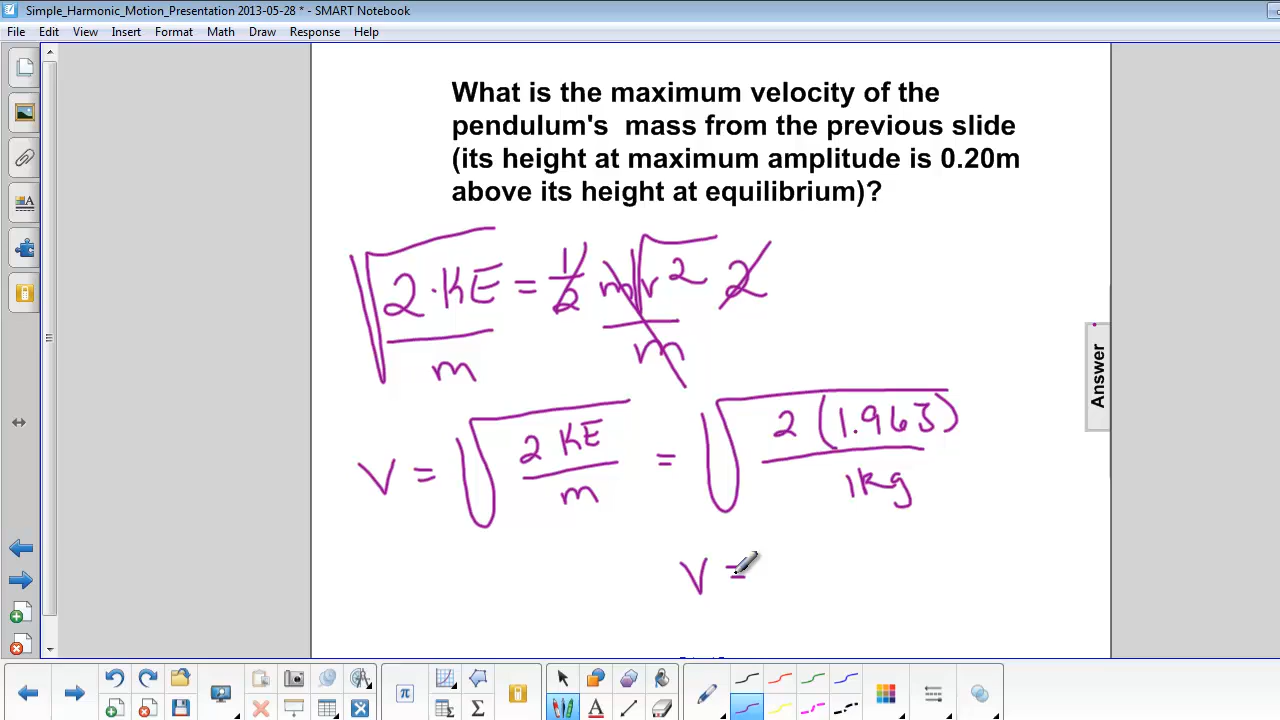 Simple_Harmonic_Motion_Presentation 2013-05-28 * - SMART Notebook
File Edit View Insert Format Math Draw Response Help
What is the maximum velocity of the
pendulum's mass from the previous slide
(its height at maximum amplitude is 0.20m
above its height at equilibrium)?
√(2·KE/m) = 1/2 m√v² 2/m
V = √(2 KE/m) = √(2(1.963)/1kg)
V =
Answer